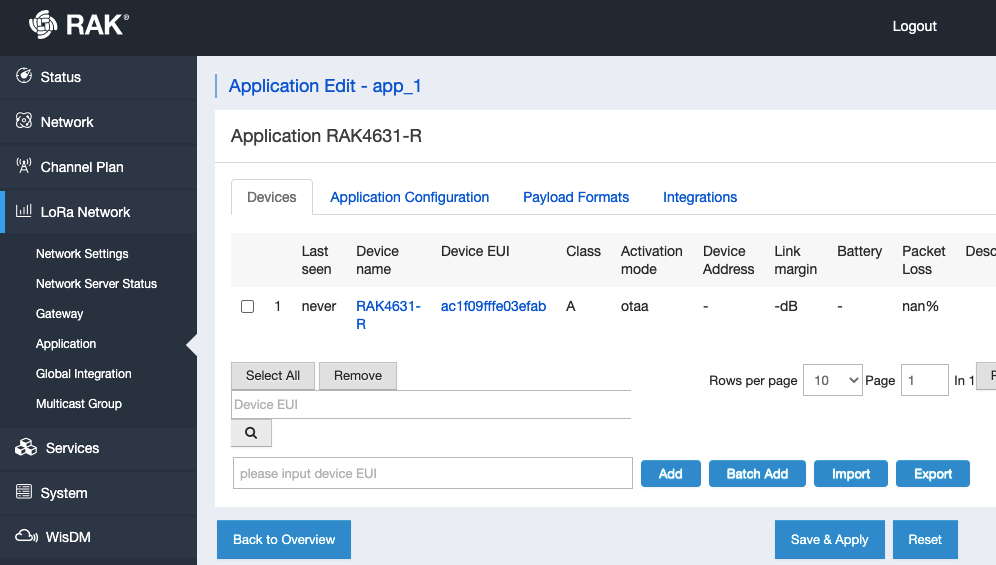 RAK®
Logout
Status
Network
Channel Plan
LoRa Network
Network Settings
Network Server Status
Gateway
Application
Global Integration
Multicast Group
Services
System
WisDM
Application Edit - app_1
Application RAK4631-R
Devices Application Configuration Payload Formats Integrations
Last seen Device name Device EUI Class Activation mode Device Address Link margin Battery Packet Loss
1 never RAK4631-R ac1f09fffe03efab A otaa - -dB - nan%
Select All Remove
Rows per page 10 Page 1 In 1
Device EUI
please input device EUI Add Batch Add Import Export
Back to Overview Save & Apply Reset